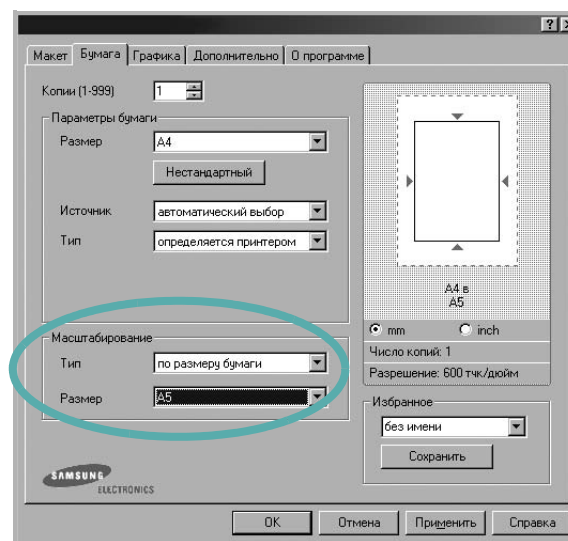 Макет Бумага Графика Дополнительно О программе
Копии (1-999) 1
Параметры бумаги
Размер A4
Нестандартный
Источник автоматический выбор
Тип определяется принтером
A4 в
A5
mm inch
Число копий: 1
Разрешение: 600 тчк/дюйм
Масштабирование
Тип по размеру бумаги
Размер A5
Избранное
без имени
Сохранить
SAMSUNG
ELECTRONICS
OK Отмена Применить Справка